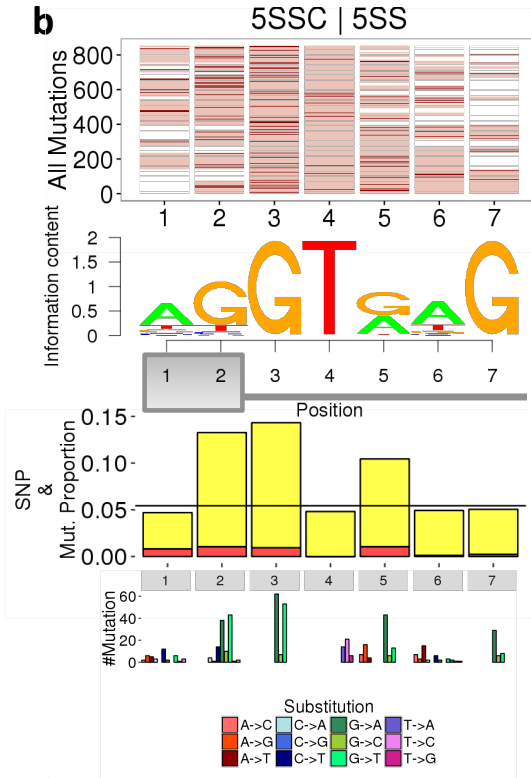 b
5SSC | 5SS
All Mutations
800
600
400
200
0
1 2 3 4 5 6 7
Information content
2
1.5
1
0.5
0
A G G T G A G
T T A T
1 2 3 4 5 6 7
Position
SNP
&
Mut. Proportion
0.15
0.10
0.05
0.00
1 2 3 4 5 6 7
#Mutation
60
40
20
0
Substitution
A->C C->A G->A T->A
A->G C->G G->C T->C
A->T C->T G->T T->G